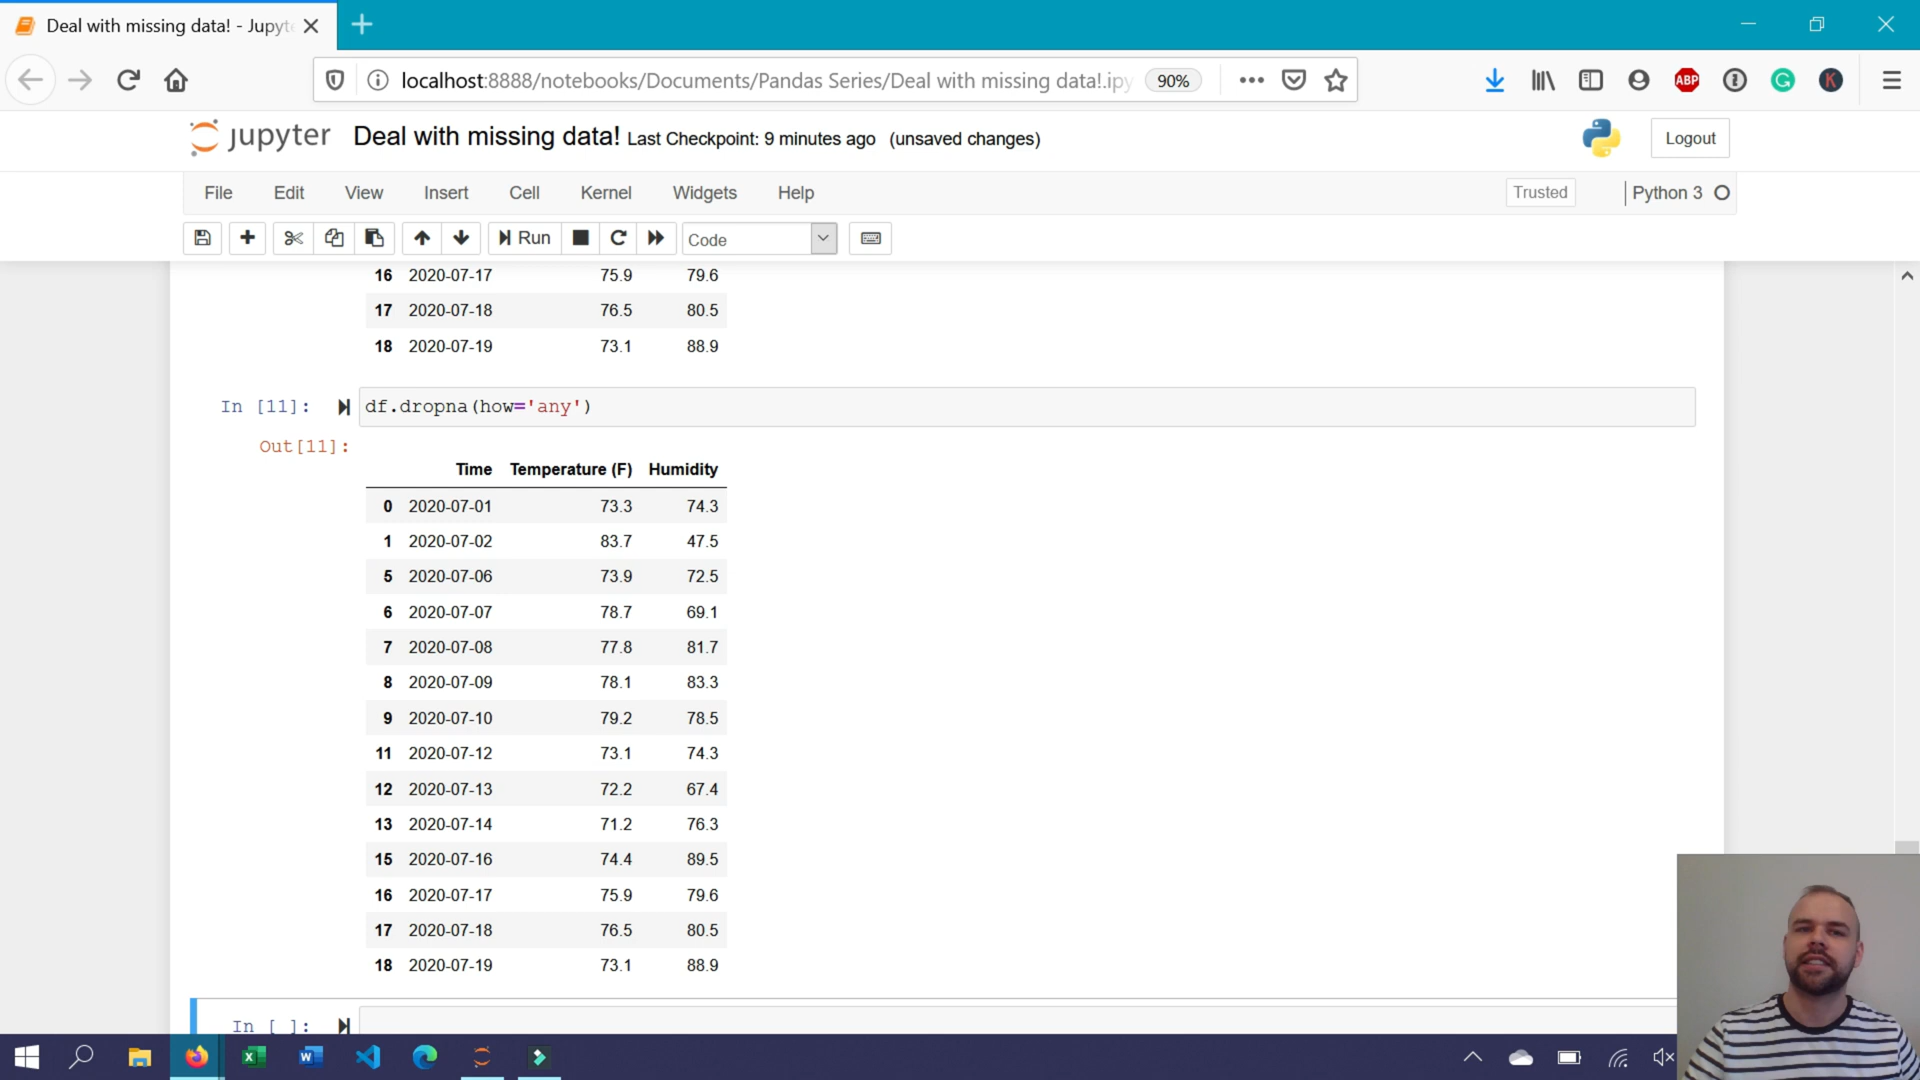 Deal with missing data! - Jupyte
localhost:8888/notebooks/Documents/Pandas Series/Deal with missing data!.ipy 90%
ABP
jupyter Deal with missing data! Last Checkpoint: 9 minutes ago (unsaved changes) Logout
File Edit View Insert Cell Kernel Widgets Help Trusted Python 3
Run Code
16 2020-07-17 75.9 79.6
17 2020-07-18 76.5 80.5
18 2020-07-19 73.1 88.9
In [11]: df.dropna(how='any')
Out[11]:
Time Temperature (F) Humidity
0 2020-07-01 73.3 74.3
1 2020-07-02 83.7 47.5
5 2020-07-06 73.9 72.5
6 2020-07-07 78.7 69.1
7 2020-07-08 77.8 81.7
8 2020-07-09 78.1 83.3
9 2020-07-10 79.2 78.5
11 2020-07-12 73.1 74.3
12 2020-07-13 72.2 67.4
13 2020-07-14 71.2 76.3
15 2020-07-16 74.4 89.5
16 2020-07-17 75.9 79.6
17 2020-07-18 76.5 80.5
18 2020-07-19 73.1 88.9
In [ ]: